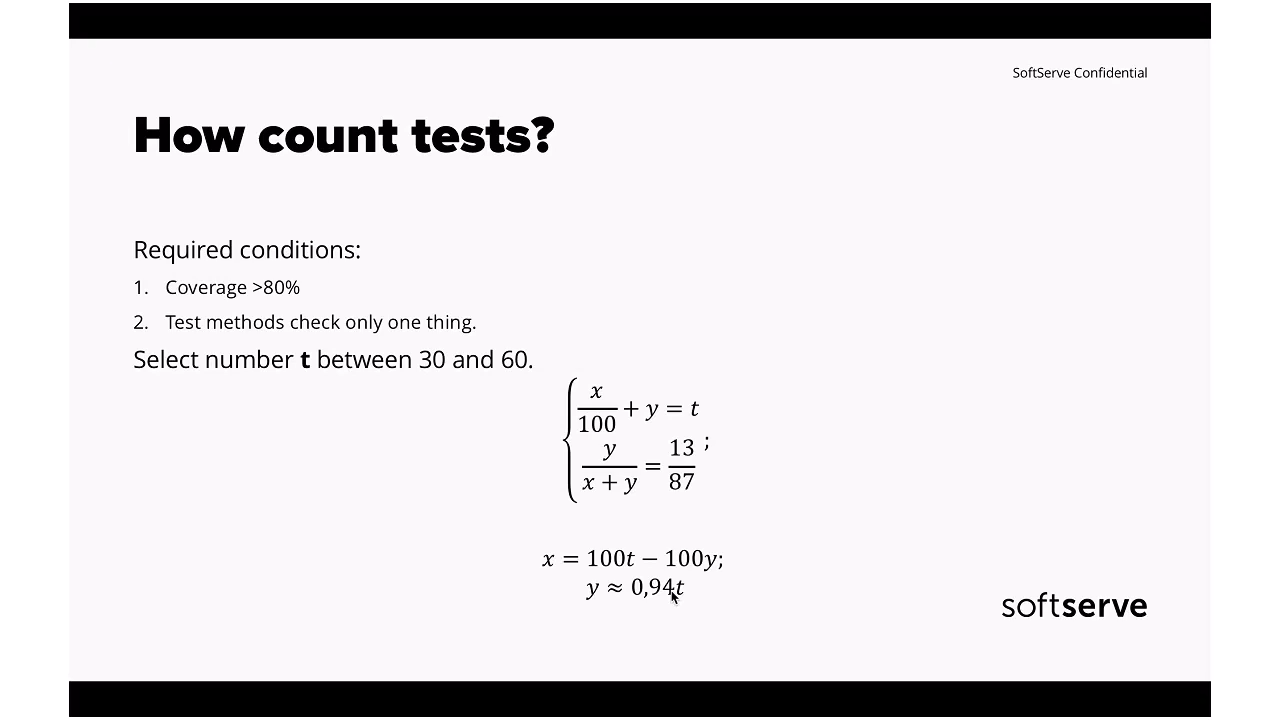 SoftServe Confidential
How count tests?
Required conditions:
1. Coverage >80%
2. Test methods check only one thing.
Select number t between 30 and 60.
x/100 + y = t
y/(x + y) = 13/87 ;
x = 100t − 100y;
y ≈ 0,94t
softserve